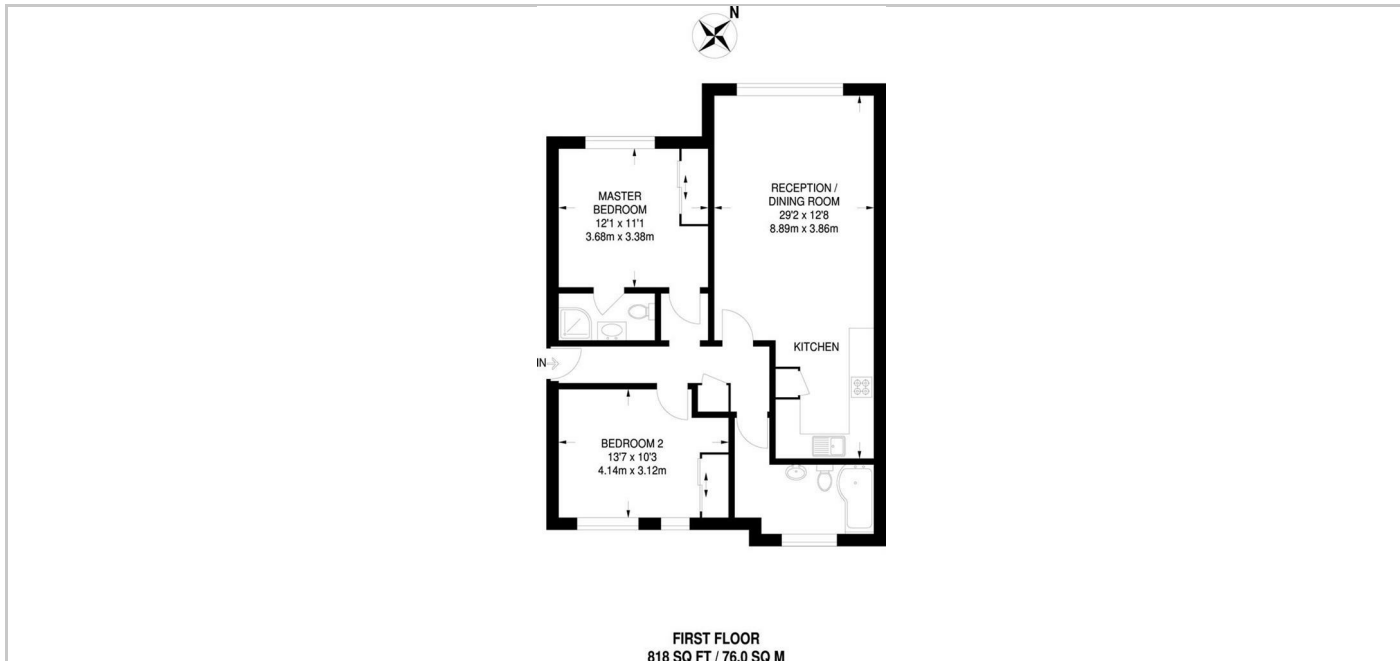 N
MASTER
BEDROOM
12'1 x 11'1
3.68m x 3.38m
RECEPTION /
DINING ROOM
29'2 x 12'8
8.89m x 3.86m
KITCHEN
IN
BEDROOM 2
13'7 x 10'3
4.14m x 3.12m
FIRST FLOOR
818 SQ FT / 76.0 SQ M